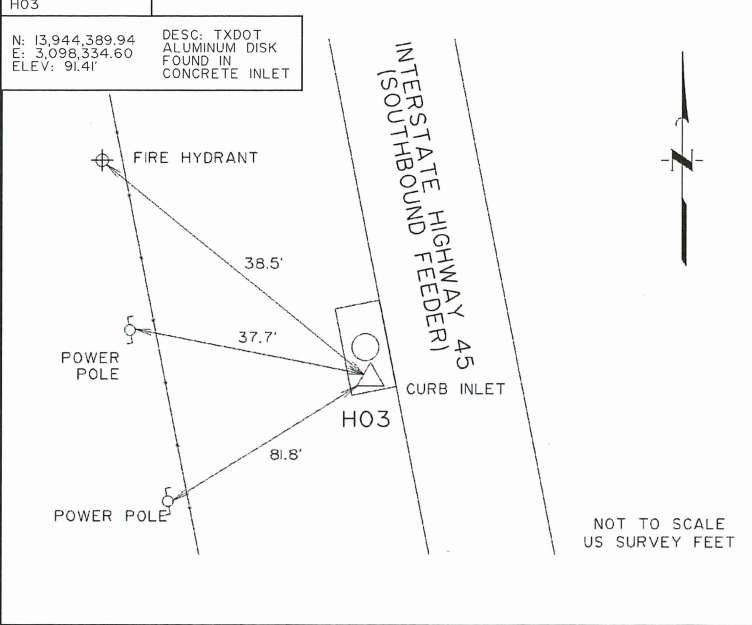 H03
N: 13,944,389.94
E: 3,098,334.60
ELEV: 91.41'
DESC: TXDOT
ALUMINUM DISK
FOUND IN
CONCRETE INLET
INTERSTATE HIGHWAY 45
(SOUTHBOUND FEEDER)
N
FIRE HYDRANT
38.5'
37.7'
POWER
POLE
CURB INLET
H03
81.8'
POWER POLE
NOT TO SCALE
US SURVEY FEET